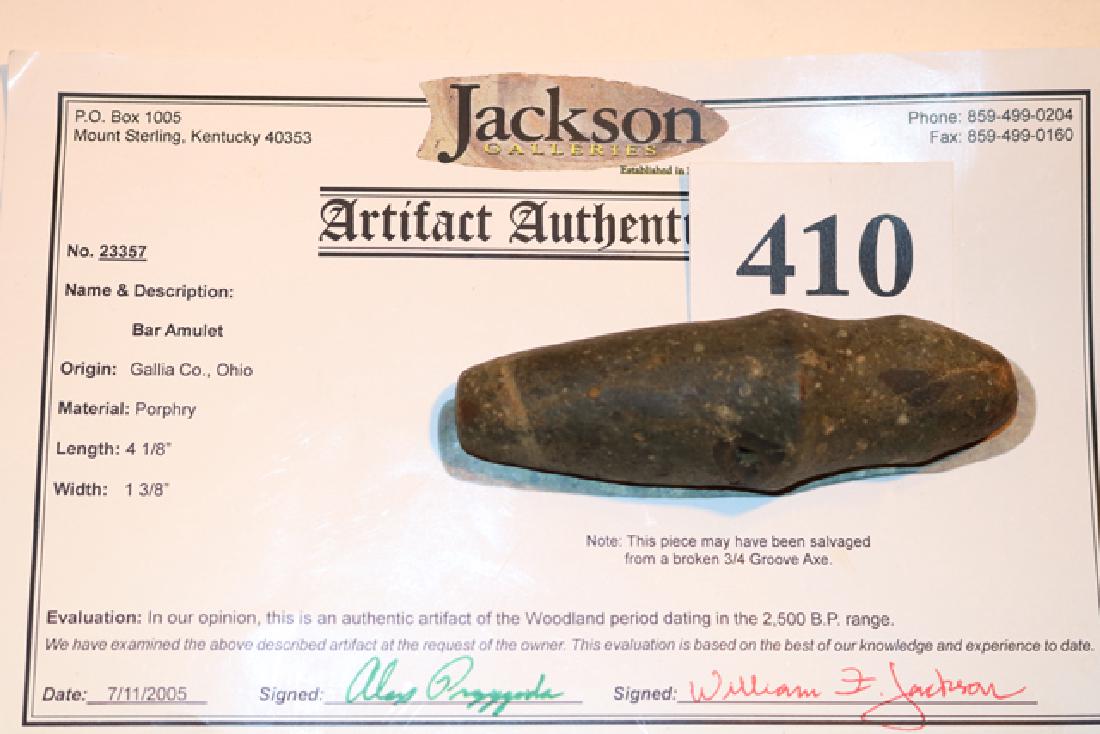 P.O. Box 1005
Mount Sterling, Kentucky 40353
Jackson
GALLERIES
Established in
Phone: 859-499-0204
Fax: 859-499-0160
Artifact Authenti
410
No. 23357
Name & Description:
Bar Amulet
Origin: Gallia Co., Ohio
Material: Porphry
Length: 4 1/8"
Width: 1 3/8"
Note: This piece may have been salvaged
from a broken 3/4 Groove Axe.
Evaluation: In our opinion, this is an authentic artifact of the Woodland period dating in the 2,500 B.P. range.
We have examined the above described artifact at the request of the owner. This evaluation is based on the best of our knowledge and experience to date.
Date: 7/11/2005 Signed: Alex Signed: William F. Jackson